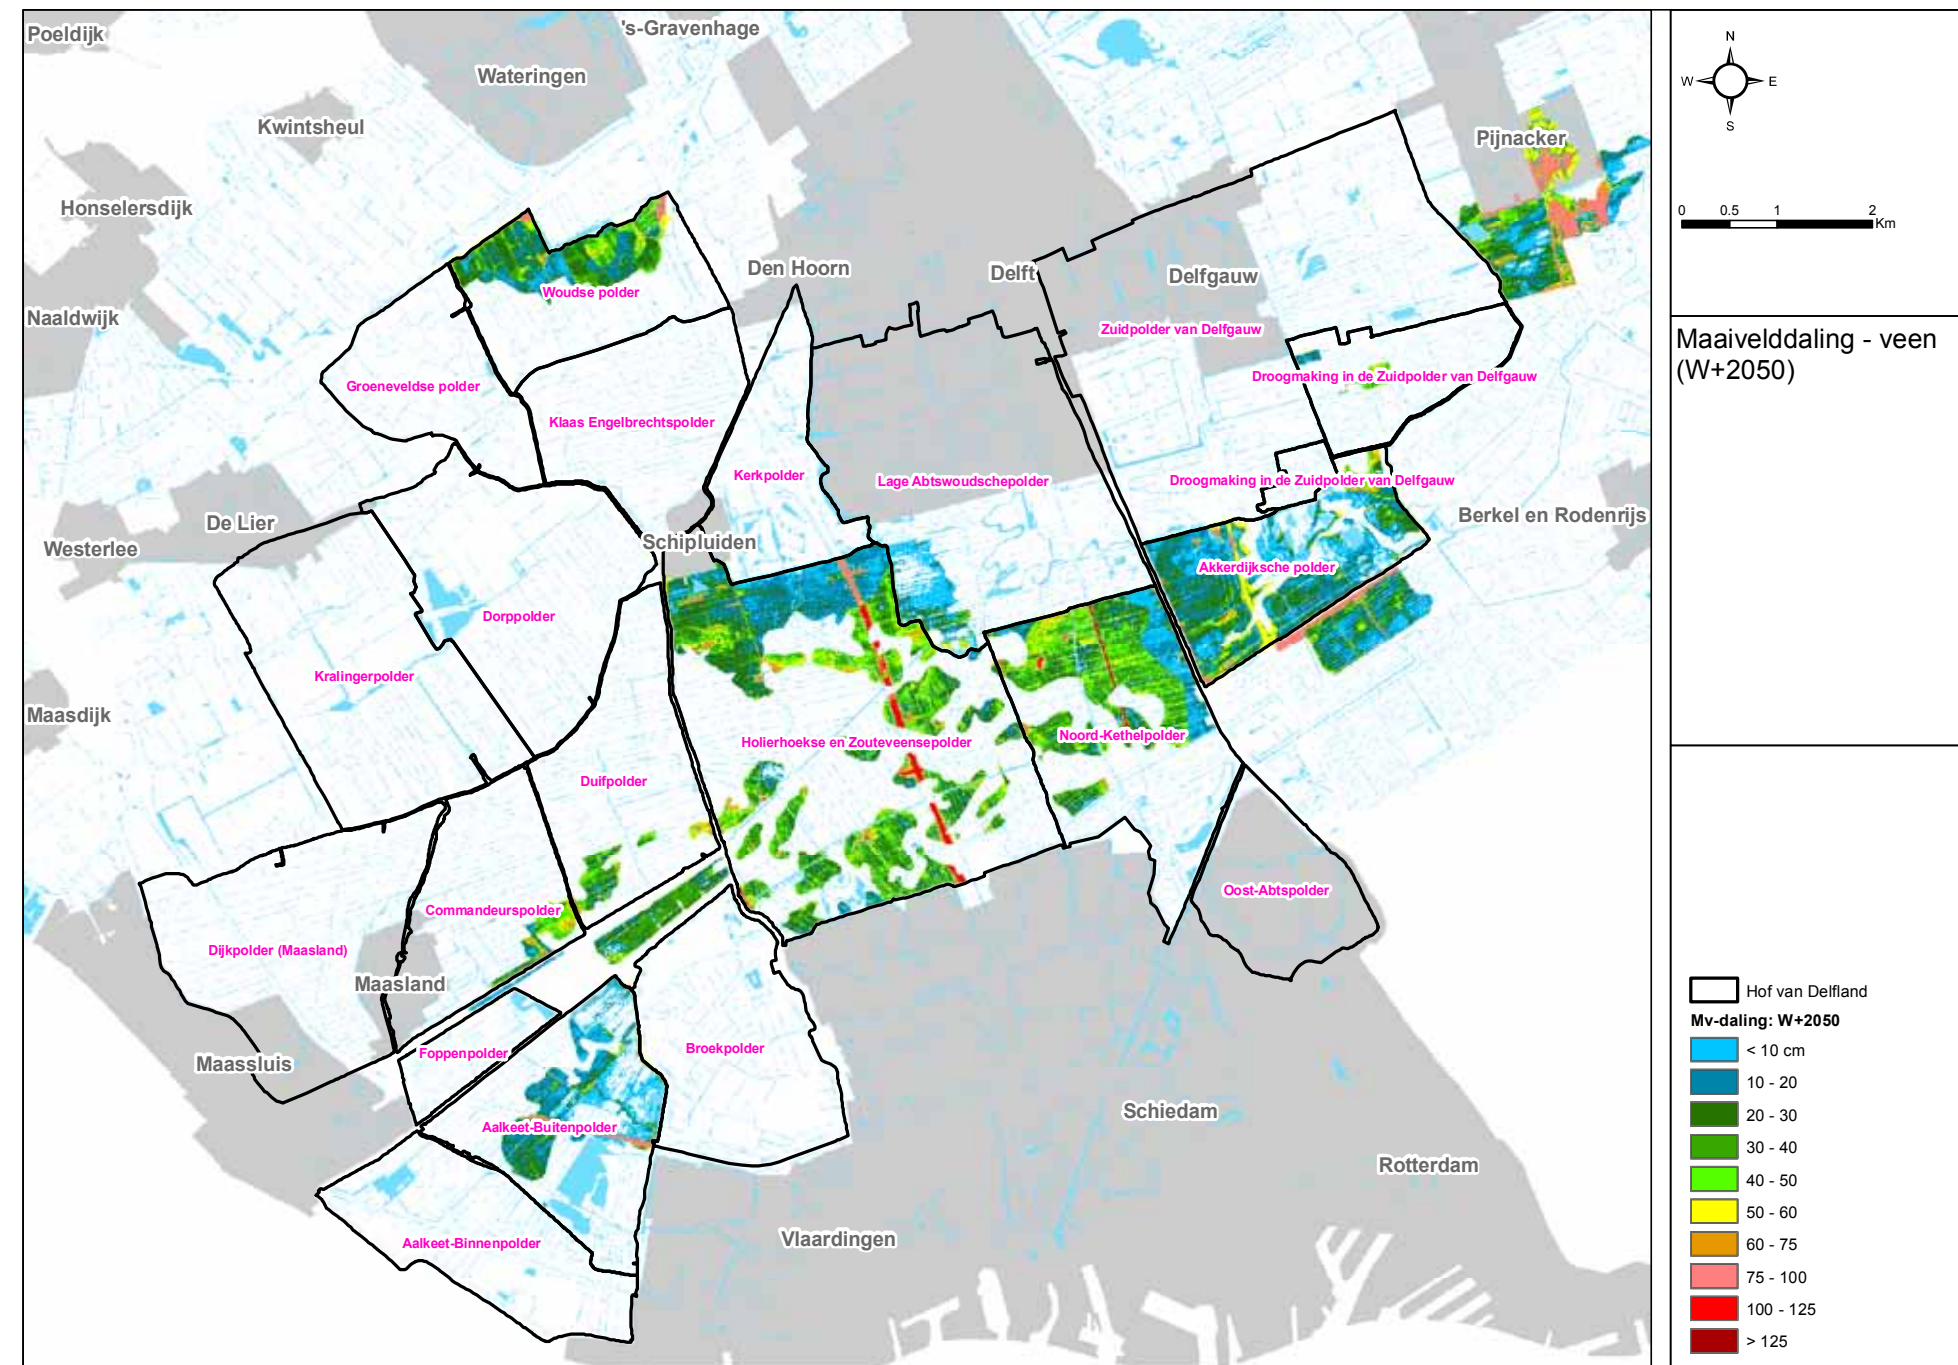 Poeldijk
's-Gravenhage
Wateringen
Kwintsheul
Pijnacker
Honselersdijk
Den Hoorn
Delft
Delfgauw
Woudse polder
Naaldwijk
Zuidpolder van Delfgauw
Groeneveldse polder
Droogmaking in de Zuidpolder van Delfgauw
Klaas Engelbrechtspolder
Kerkpolder
Lage Abtswoudschepolder
Droogmaking in de Zuidpolder van Delfgauw
De Lier
Berkel en Rodenrijs
Westerlee
Schipluiden
Akkerdijksche polder
Dorppolder
Kralingerpolder
Maasdijk
Holierhoekse en Zouteveensepolder
Noord-Kethelpolder
Duifpolder
Oost-Abtspolder
Commandeurspolder
Dijkpolder (Maasland)
Maasland
Broekpolder
Foppenpolder
Maassluis
Schiedam
Aalkeet-Buitenpolder
Rotterdam
Vlaardingen
Aalkeet-Binnenpolder
N
W E
S
0 0.5 1 2
Km
Maaivelddaling - veen
(W+2050)
Hof van Delfland
Mv-daling: W+2050
< 10 cm
10 - 20
20 - 30
30 - 40
40 - 50
50 - 60
60 - 75
75 - 100
100 - 125
> 125